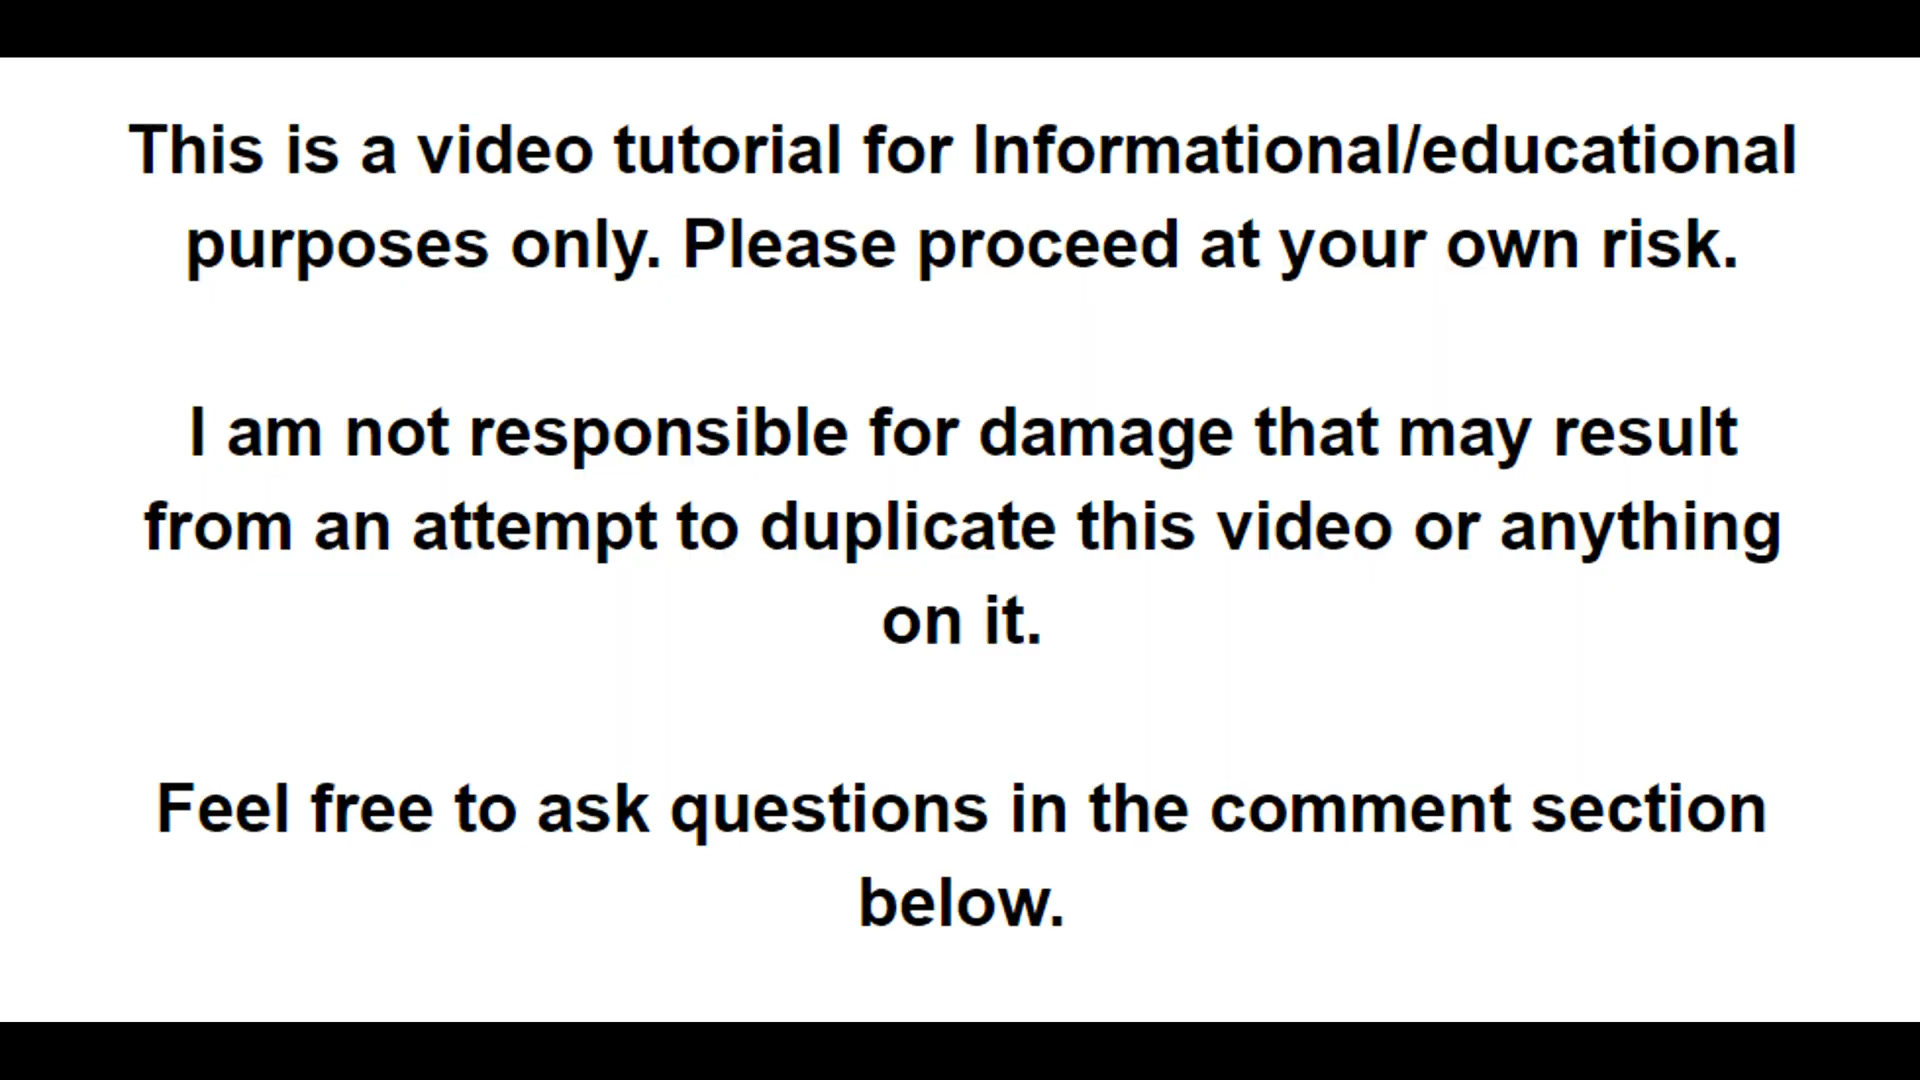 This is a video tutorial for Informational/educational
purposes only. Please proceed at your own risk.
I am not responsible for damage that may result
from an attempt to duplicate this video or anything
on it.
Feel free to ask questions in the comment section
below.